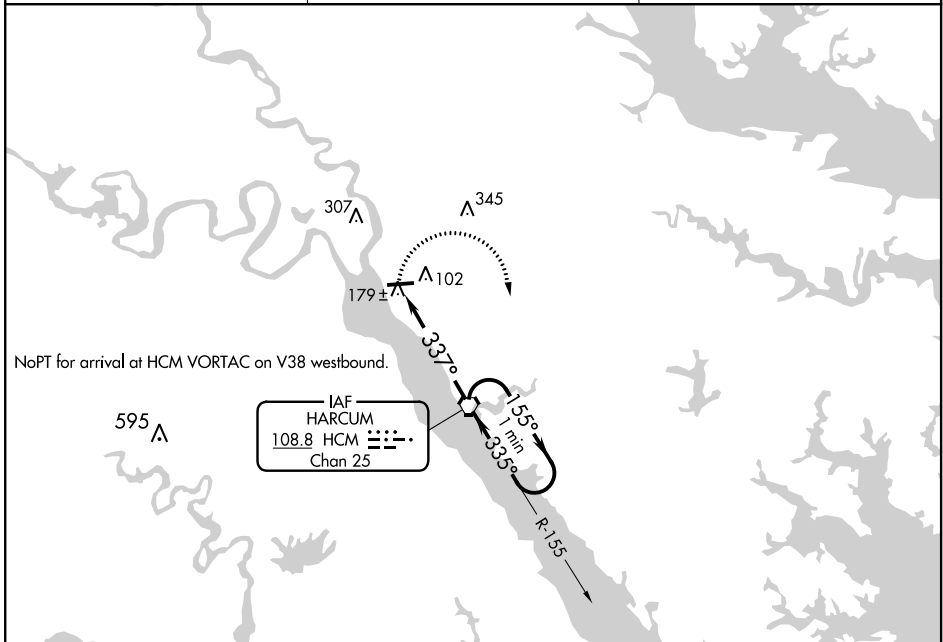 345
307
102
179 ±
337°
NoPT for arrival at HCM VORTAC on V38 westbound.
IAF
HARCUM
108.8 HCM
Chan 25
595
155°
1 min
335°
R-155